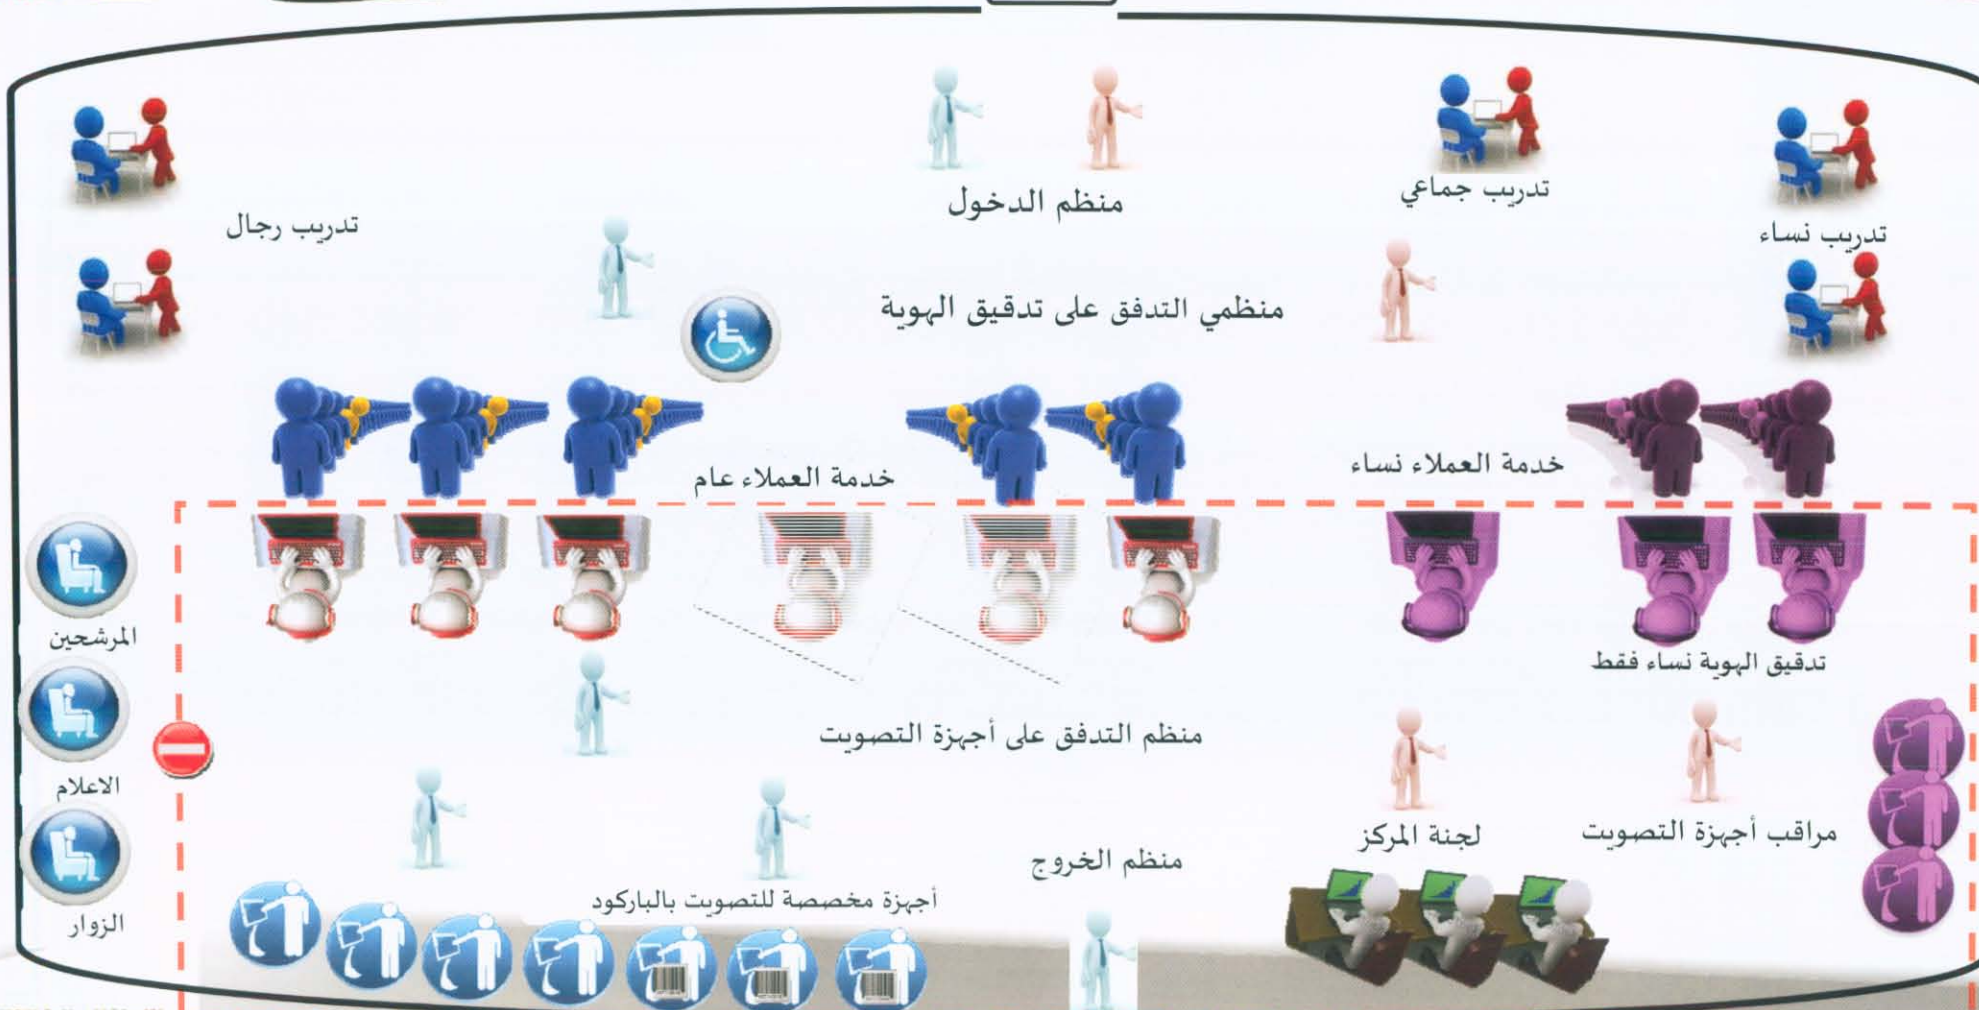 منظم الدخول
تدريب جماعي
تدريب نساء
تدريب رجال
منظمي التدفق على تدقيق الهوية
خدمة العملاء نساء
خدمة العملاء عام
المرشحين
تدقيق الهوية نساء فقط
منظم التدفق على أجهزة التصويت
الاعلام
مراقب أجهزة التصويت
لجنة المركز
منظم الخروج
أجهزة مخصصة للتصويت بالباركود
الزوار